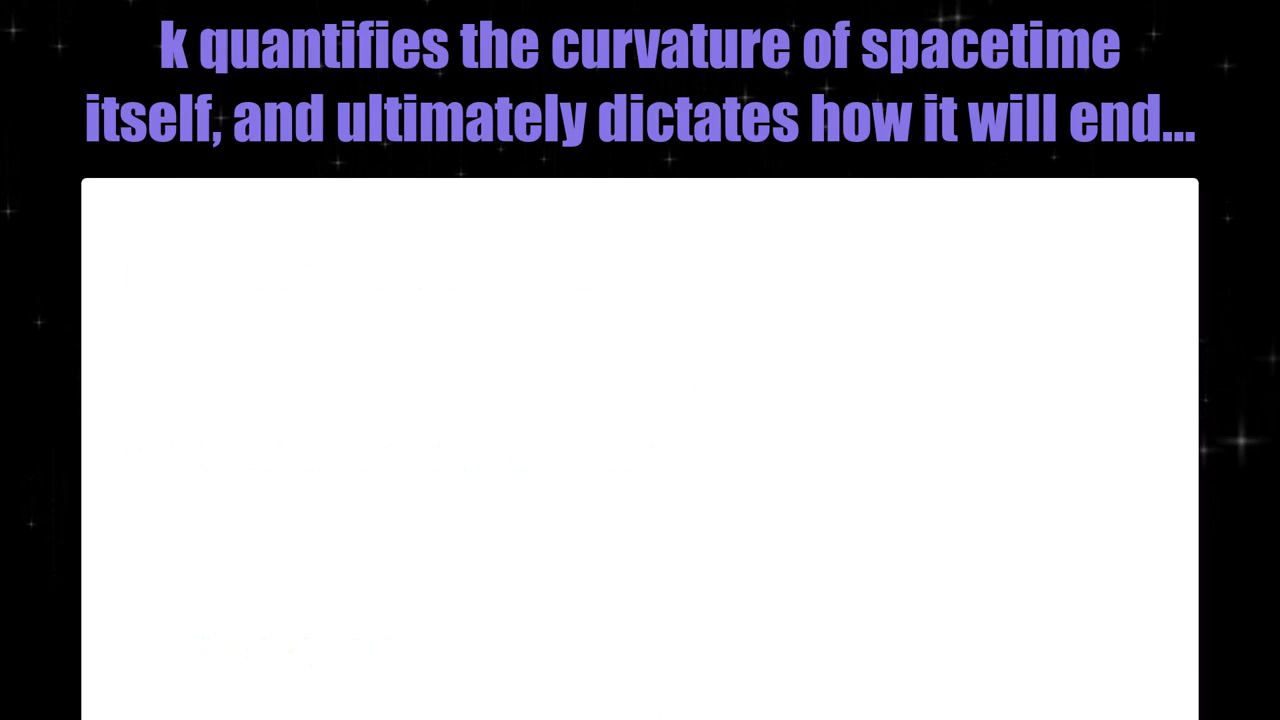 k quantifies the curvature of spacetime
itself, and ultimately dictates how it will end...